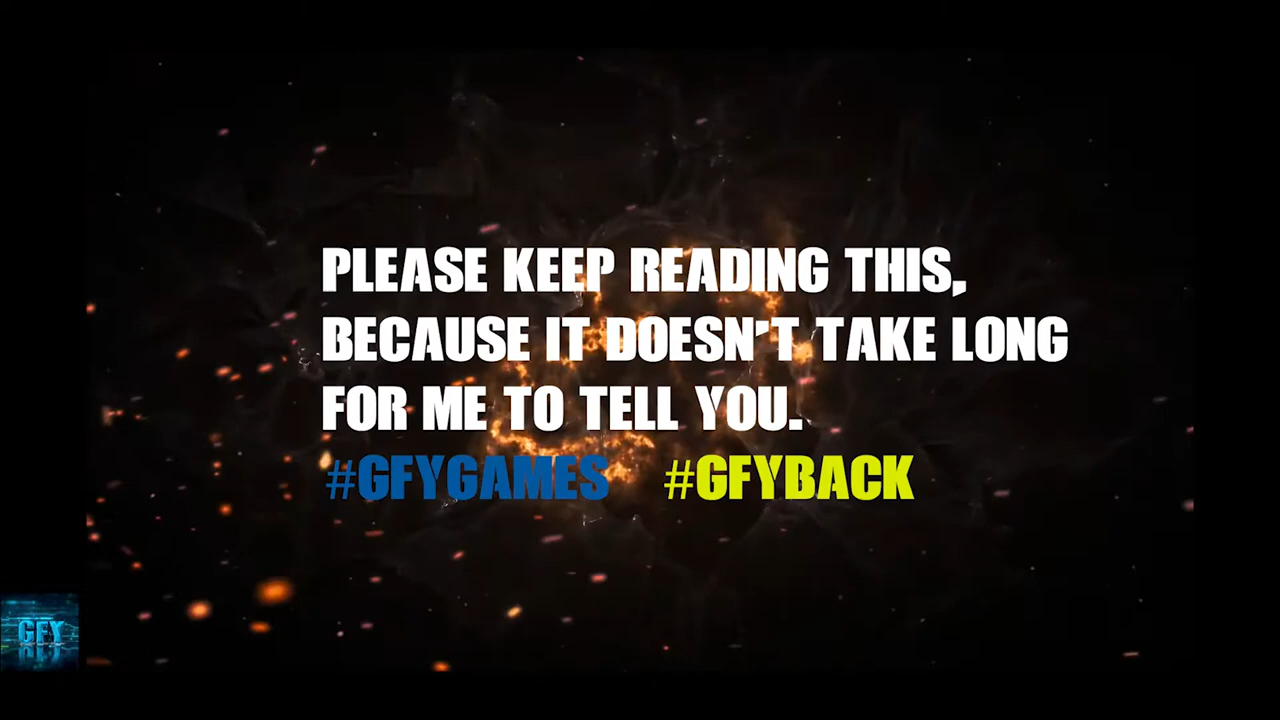 PLEASE KEEP READING THIS,
BECAUSE IT DOESN'T TAKE LONG
FOR ME TO TELL YOU.
#GFYGAMES #GFYBACK
GFY